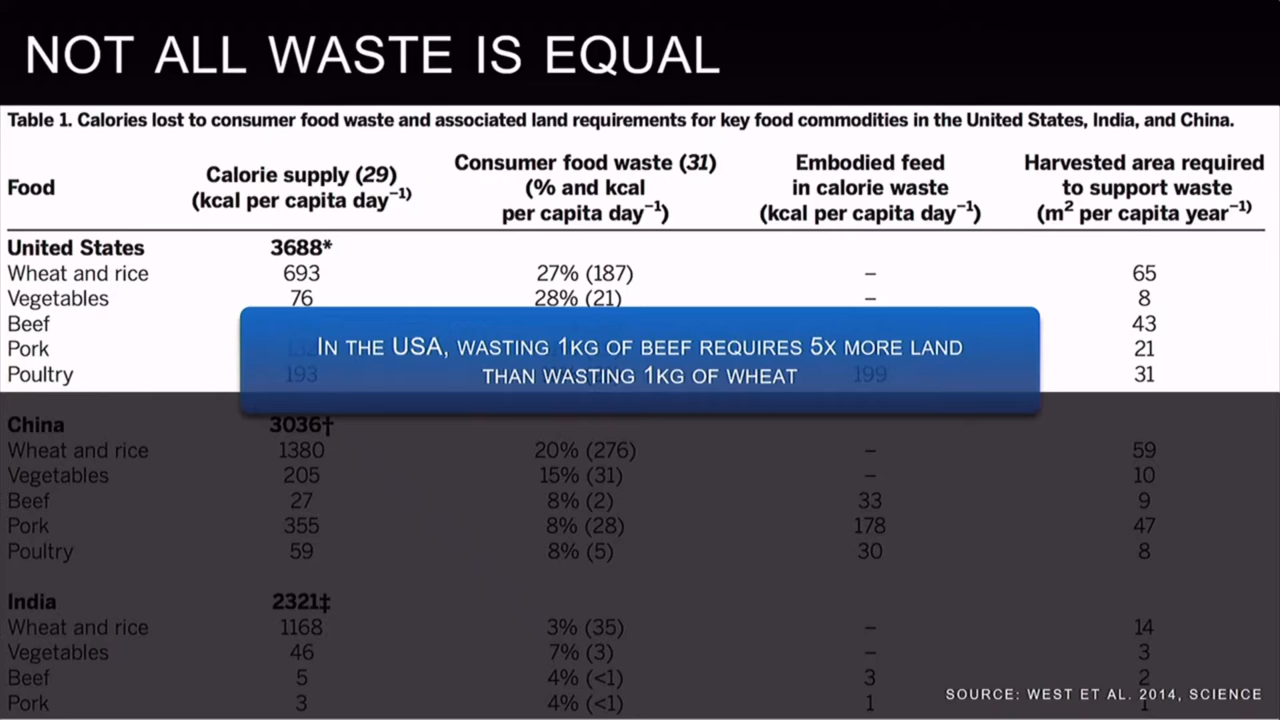 NOT ALL WASTE IS EQUAL
Table 1. Calories lost to consumer food waste and associated land requirements for key food commodities in the United States, India, and China.
Food
Calorie supply (29)
(kcal per capita day⁻¹)
Consumer food waste (31)
(% and kcal
per capita day⁻¹)
Embodied feed
in calorie waste
(kcal per capita day⁻¹)
Harvested area required
to support waste
(m² per capita year⁻¹)
United States 3688*
Wheat and rice 693 27% (187) – 65
Vegetables 76 28% (21) – 8
Beef 43
Pork 21
Poultry 193 199 31
IN THE USA, WASTING 1KG OF BEEF REQUIRES 5X MORE LAND
THAN WASTING 1KG OF WHEAT
China 3036†
Wheat and rice 1380 20% (276) – 59
Vegetables 205 15% (31) – 10
Beef 27 8% (2) 33 9
Pork 355 8% (28) 178 47
Poultry 59 8% (5) 30 8
India 2321‡
Wheat and rice 1168 3% (35) – 14
Vegetables 46 7% (3) – 3
Beef 5 4% (<1) 3 2
Pork 3 4% (<1) 1 1
SOURCE: WEST ET AL. 2014, SCIENCE